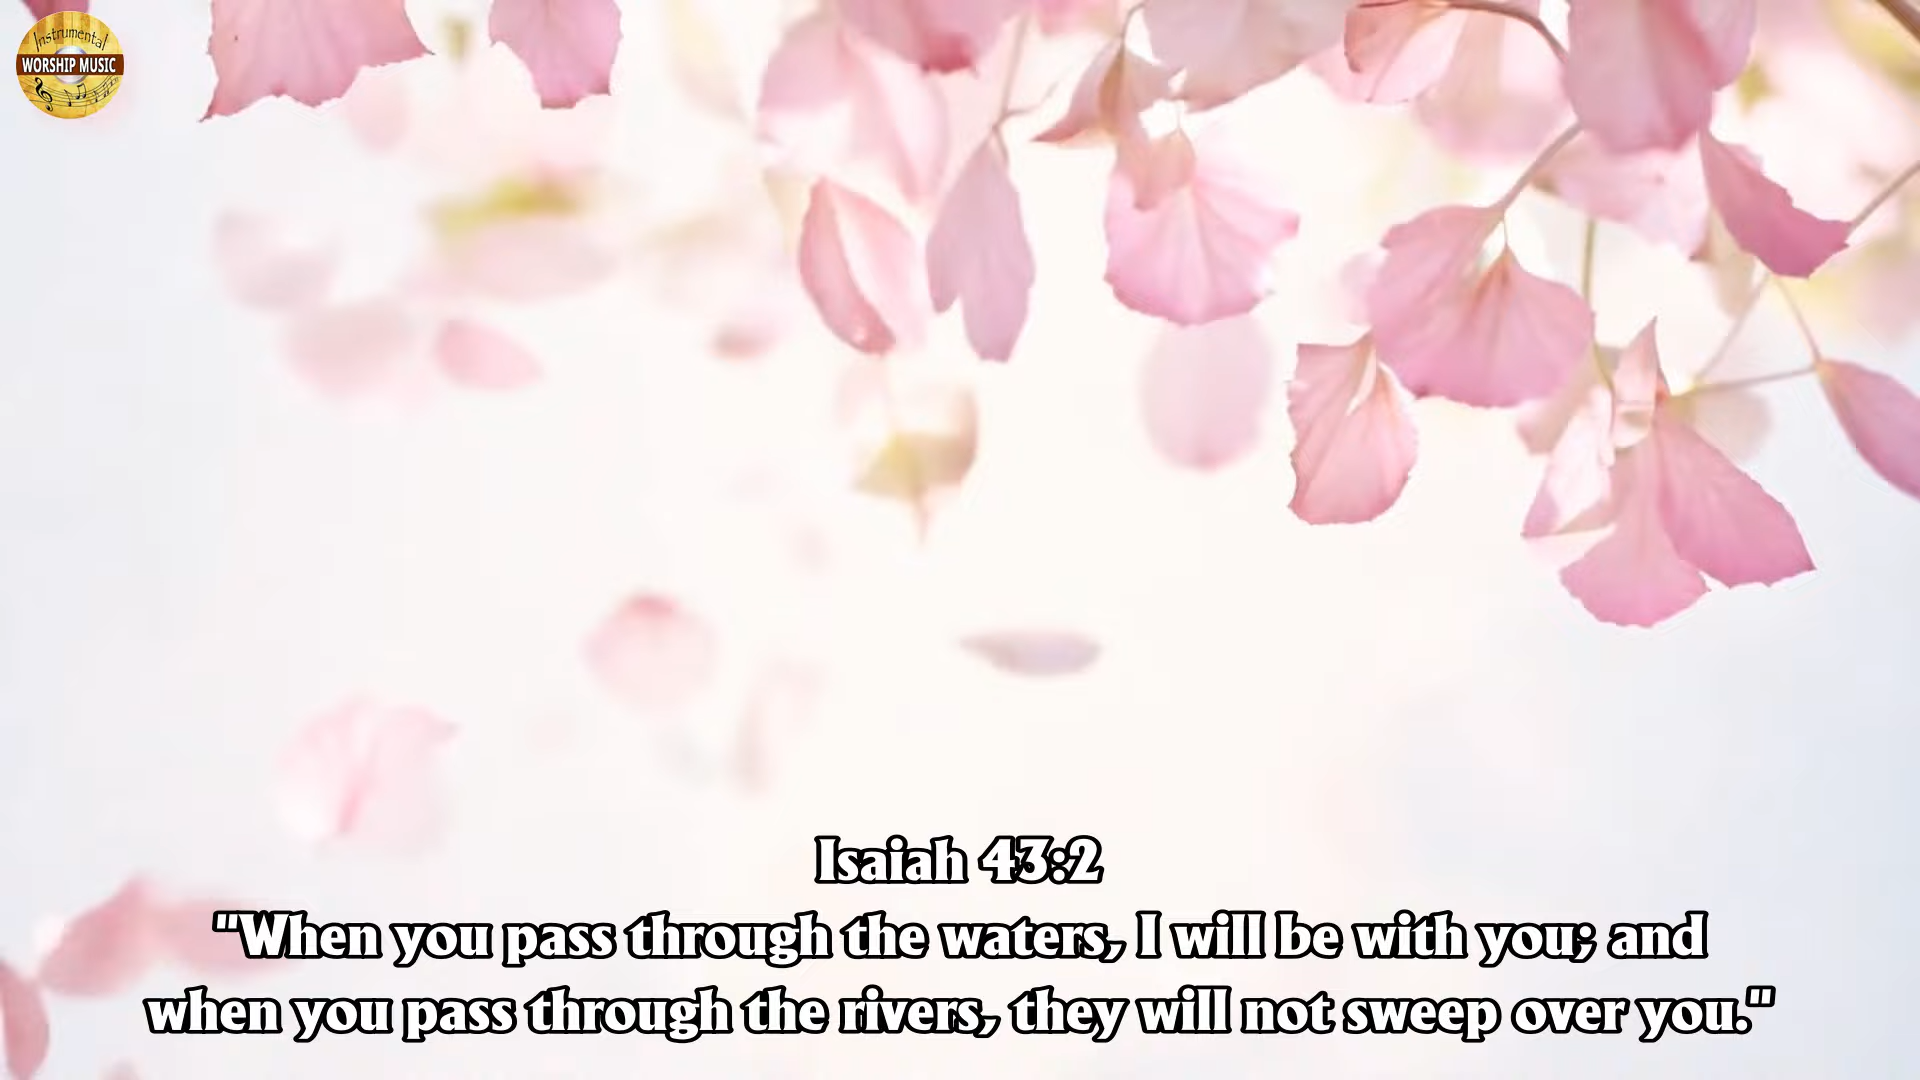 Instrumental
WORSHIP MUSIC
Isaiah 43:2
"When you pass through the waters, I will be with you; and
when you pass through the rivers, they will not sweep over you."